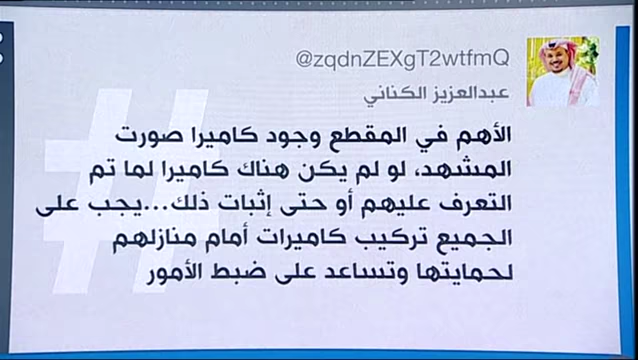 @zqdnZEXgT2wtfmQ
عبدالعزيز الكناني
الأهم في المقطع وجود كاميرا صورت
المشهد، لو لم يكن هناك كاميرا لما تم
التعرف عليهم أو حتى إثبات ذلك...يجب على
الجميع تركيب كاميرات أمام منازلهم
لحمايتها وتساعد على ضبط الأمور
#